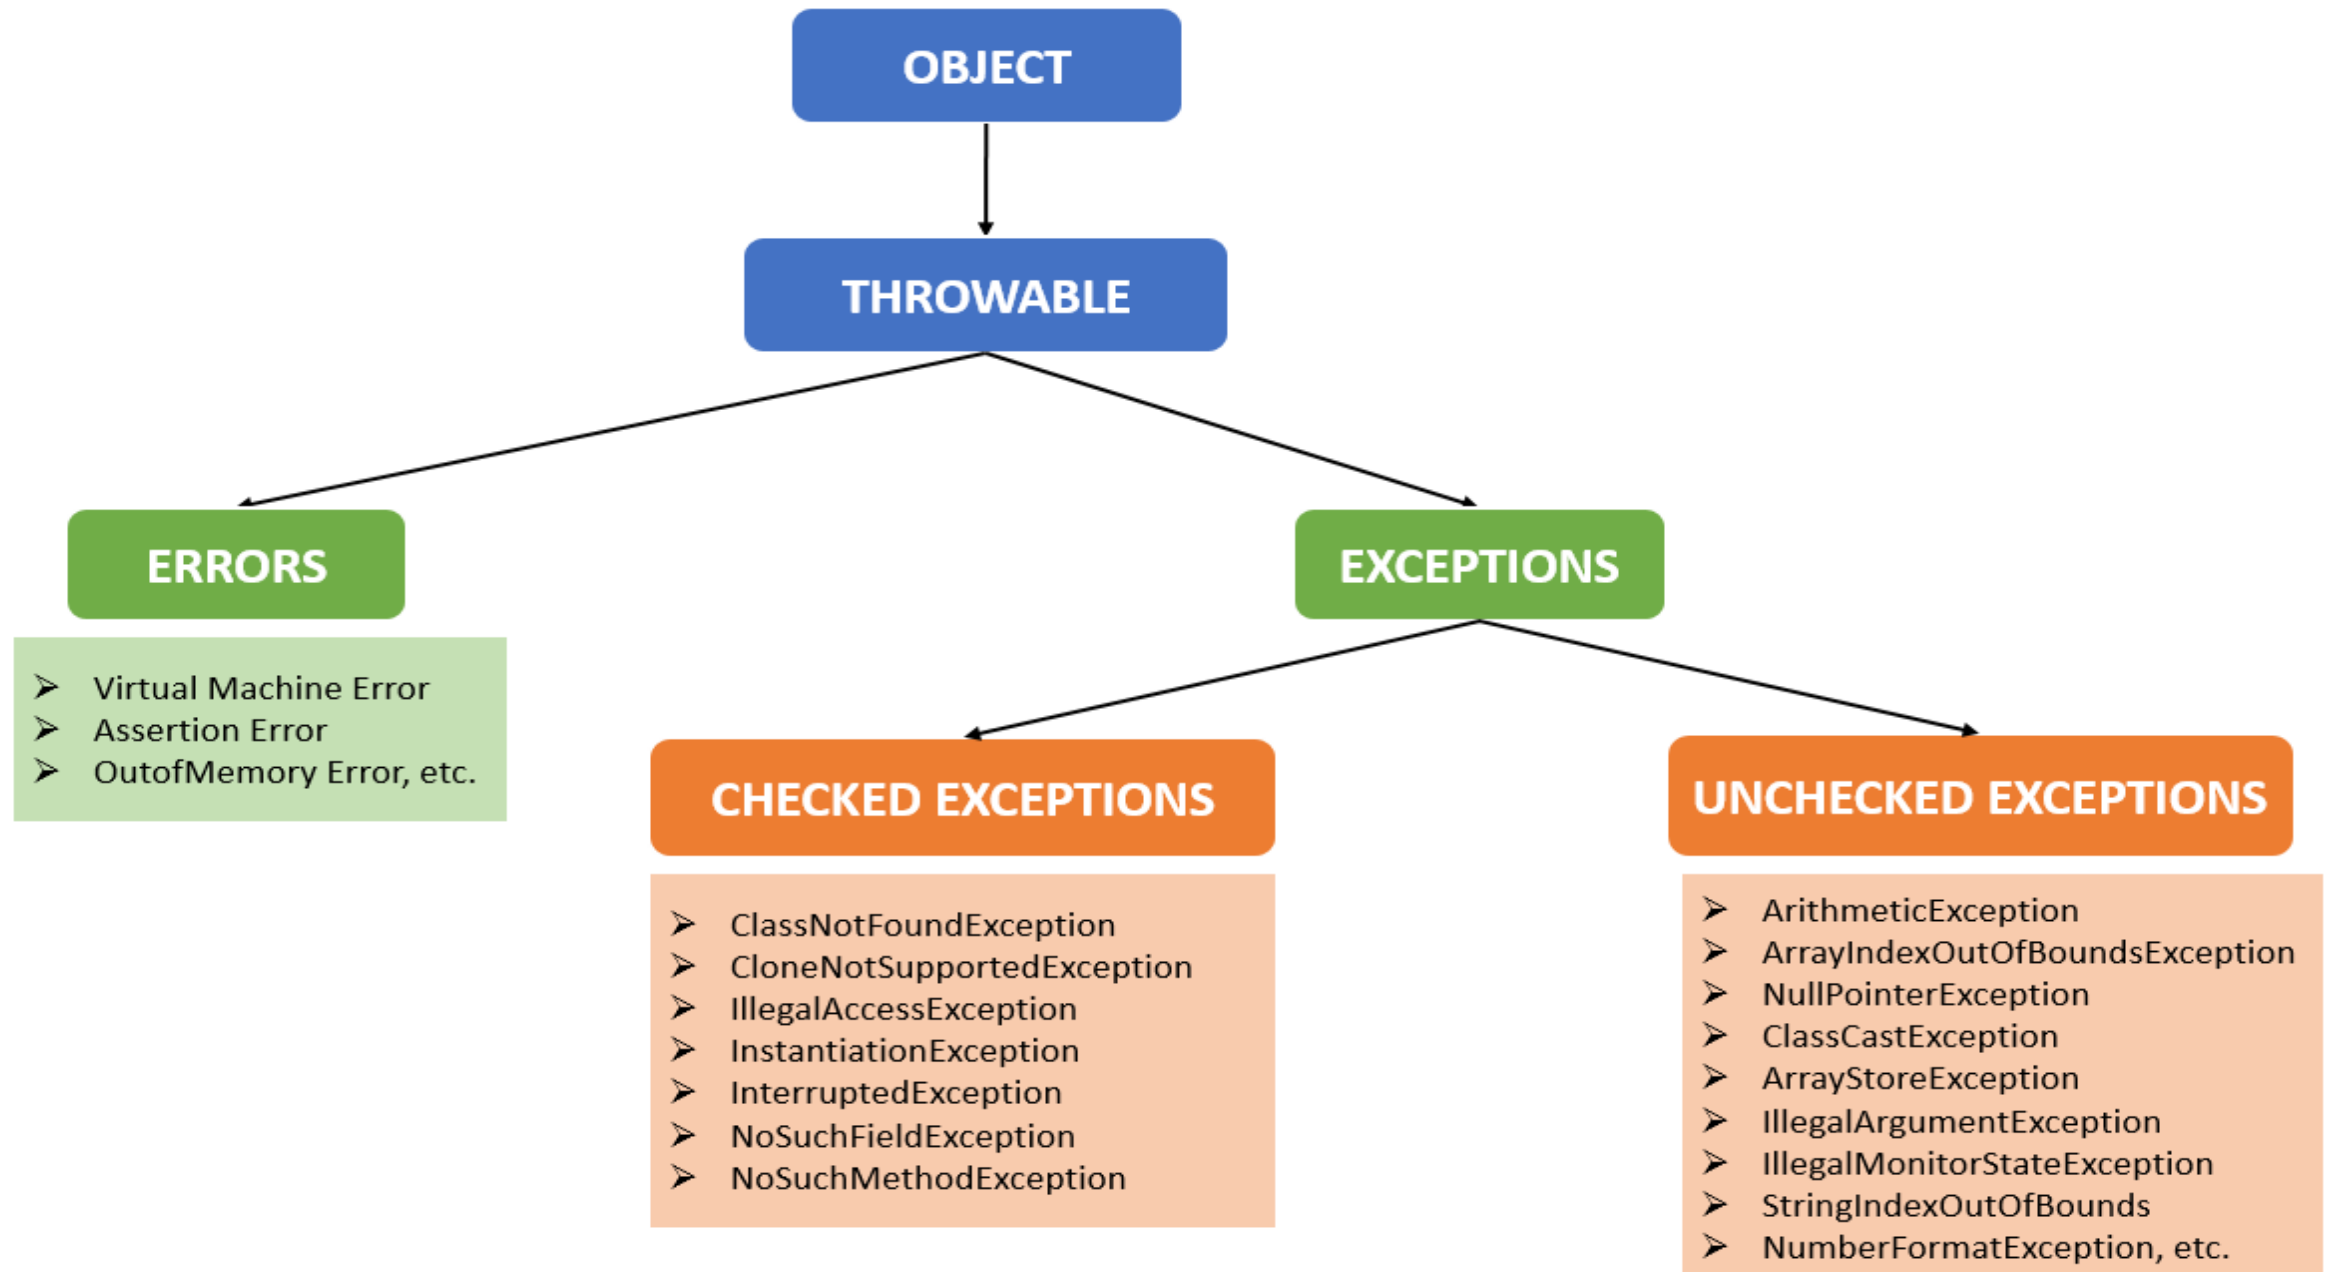 OBJECT
THROWABLE
ERRORS
EXCEPTIONS
Virtual Machine Error
Assertion Error
OutofMemory Error, etc.
CHECKED EXCEPTIONS
UNCHECKED EXCEPTIONS
ClassNotFoundException
CloneNotSupportedException
IllegalAccessException
InstantiationException
InterruptedException
NoSuchFieldException
NoSuchMethodException
ArithmeticException
ArrayIndexOutOfBoundsException
NullPointerException
ClassCastException
ArrayStoreException
IllegalArgumentException
IllegalMonitorStateException
StringIndexOutOfBounds
NumberFormatException, etc.